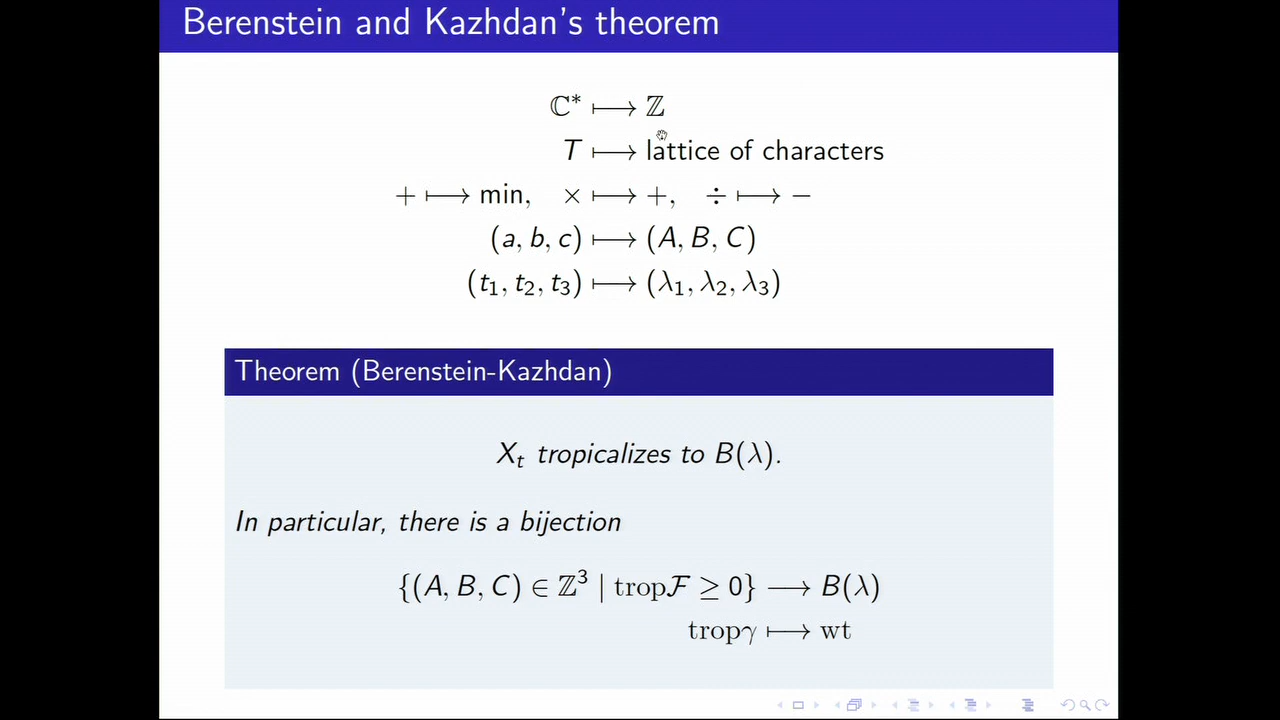 Berenstein and Kazhdan's theorem
ℂ* ⟼ ℤ
T ⟼ lattice of characters
+ ⟼ min, × ⟼ +, ÷ ⟼ −
(a, b, c) ⟼ (A, B, C)
(t₁, t₂, t₃) ⟼ (λ₁, λ₂, λ₃)
Theorem (Berenstein-Kazhdan)
Xₜ tropicalizes to B(λ).
In particular, there is a bijection
{(A, B, C) ∈ ℤ³ | tropℱ ≥ 0} ⟶ B(λ)
tropγ ⟼ wt